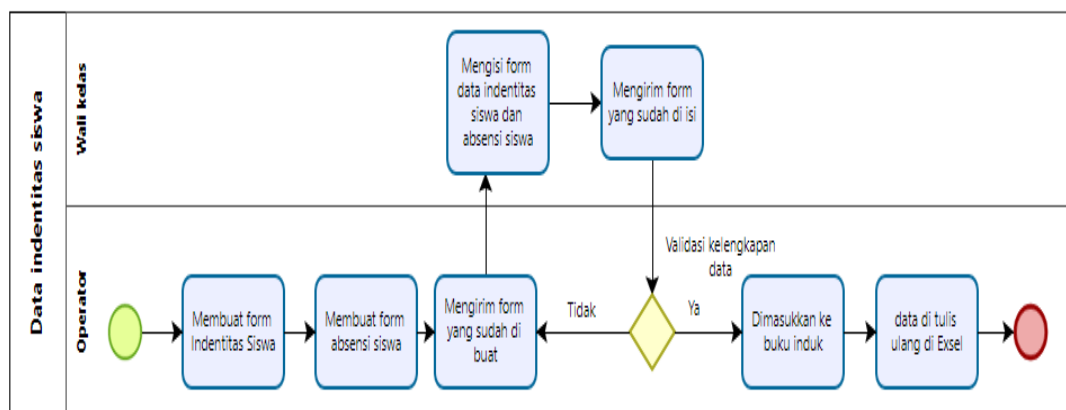 Data indentitas siswa
Wali kelas
Mengisi form
data indentitas
siswa dan
absensi siswa
Mengirim form
yang sudah di isi
Operator
Membuat form
Indentitas Siswa
Membuat form
absensi siswa
Mengirim form
yang sudah di
buat
Tidak
Validasi kelengkapan
data
Ya
Dimasukkan ke
buku induk
data di tulis
ulang di Exsel